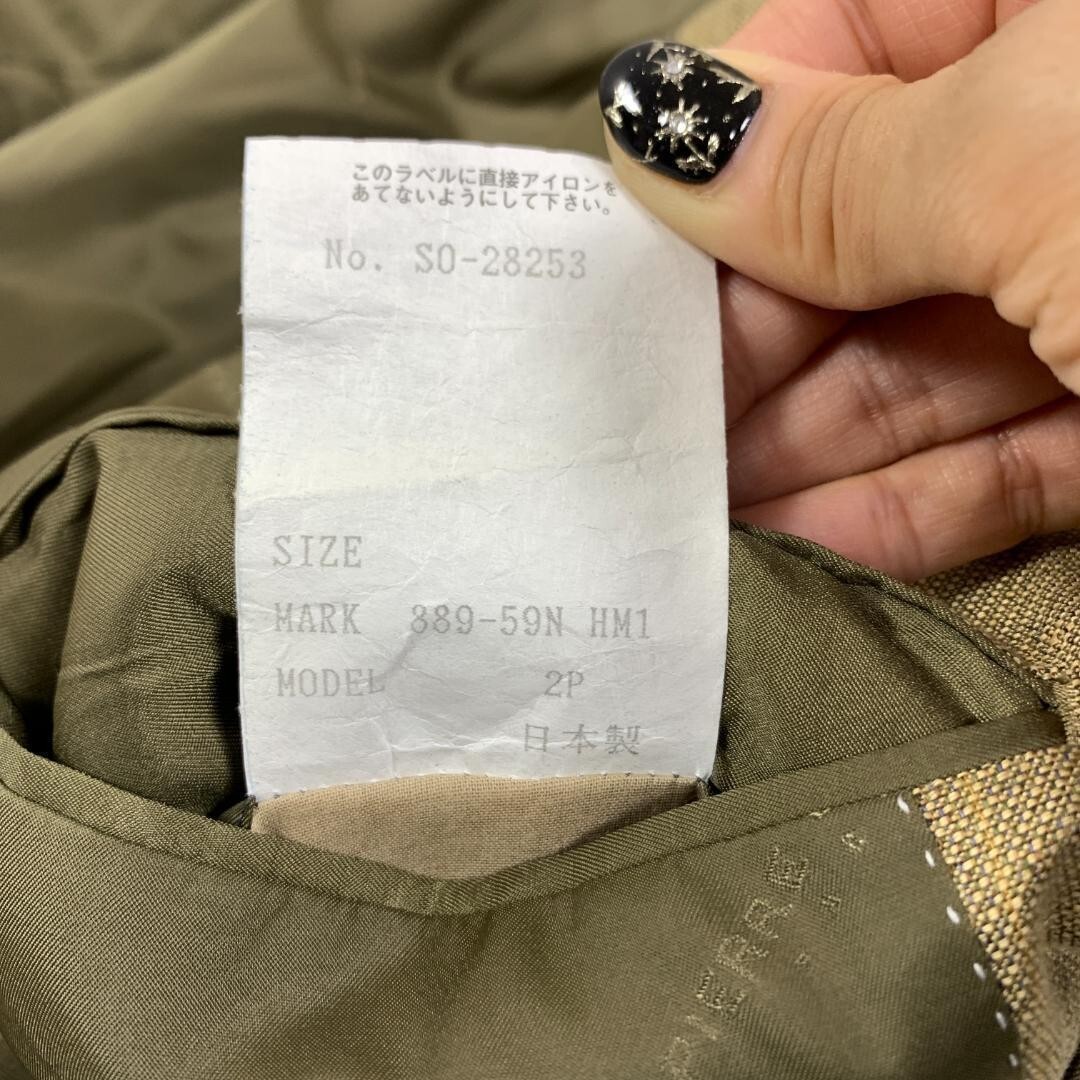 このラベルに直接アイロンを
あてないようにして下さい。
No. SO-28253
SIZE
MARK 889-59N HM1
MODEL 2P
日本製
PIERRE